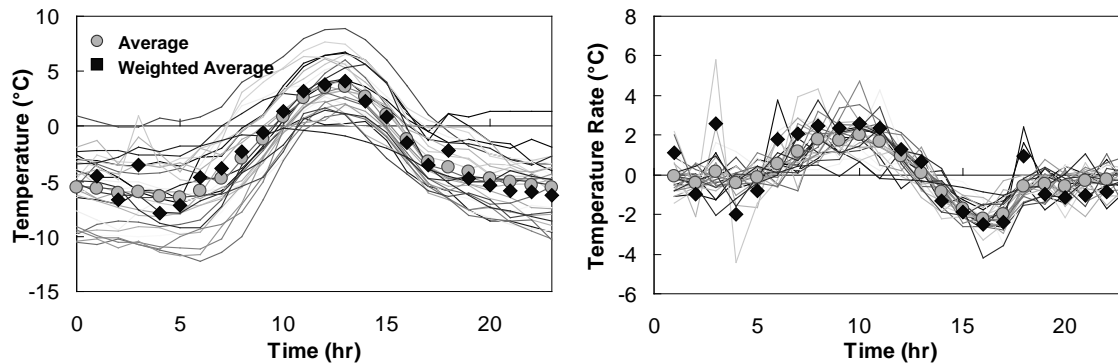 10
5
0
-5
-10
-15
Temperature (°C)
Average
Weighted Average
0 5 10 15 20
Time (hr)
8
6
4
2
0
-2
-4
-6
Temperature Rate (°C)
0 5 10 15 20
Time (hr)